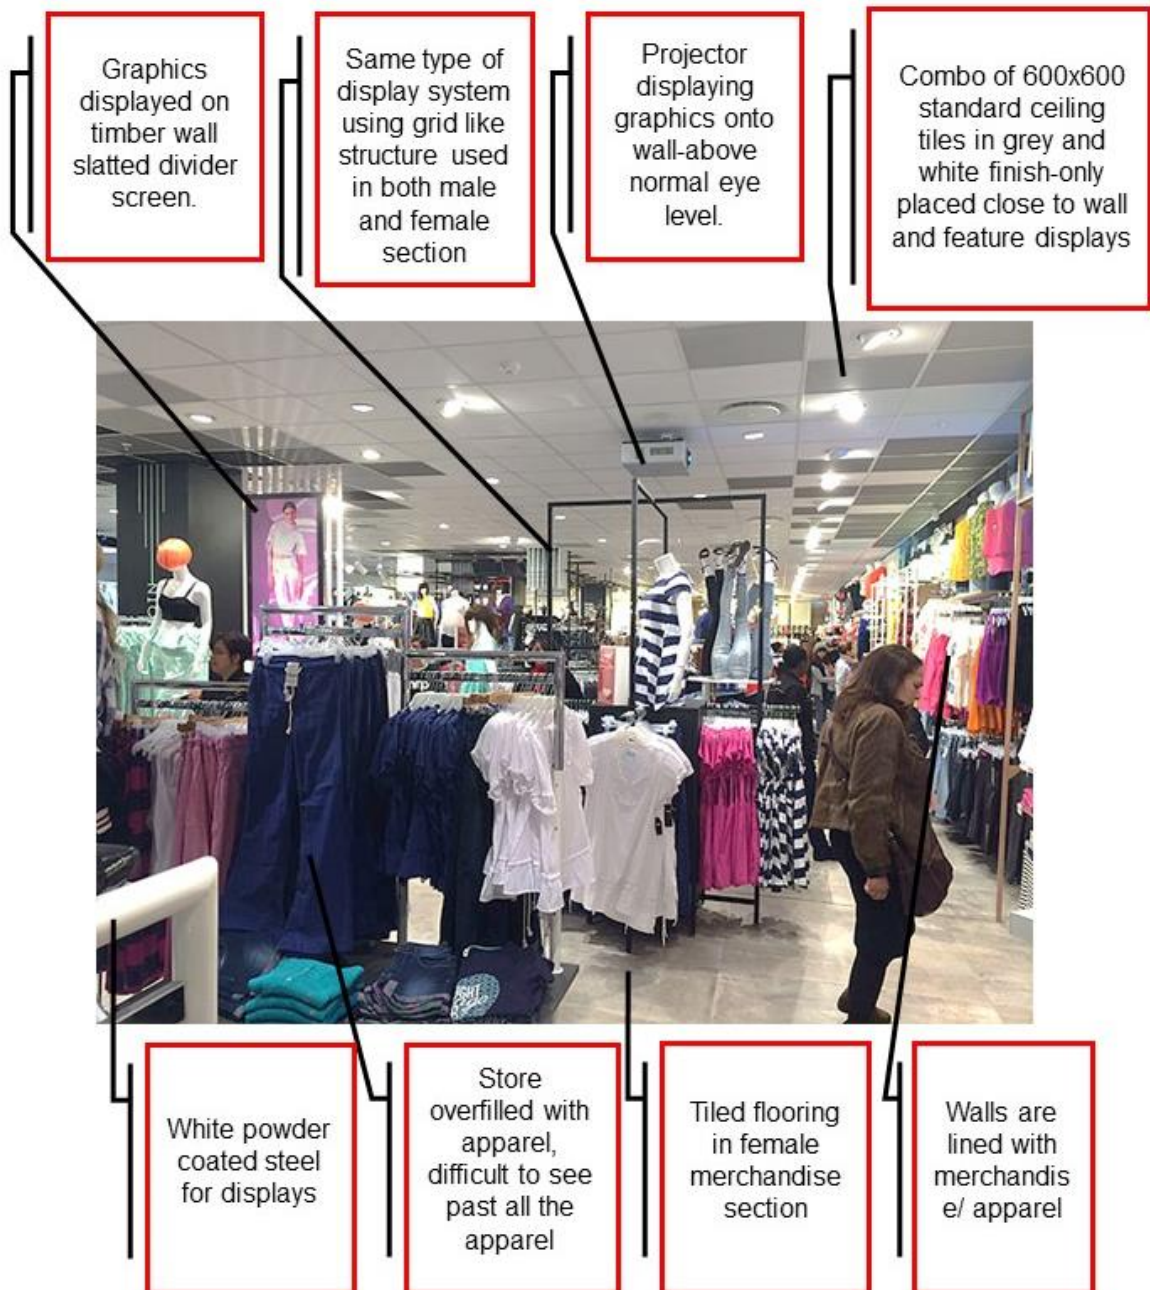 Graphics
displayed on
timber wall
slatted divider
screen.
Same type of
display system
using grid like
structure used
in both male
and female
section
Projector
displaying
graphics onto
wall-above
normal eye
level.
Combo of 600x600
standard ceiling
tiles in grey and
white finish-only
placed close to wall
and feature displays
White powder
coated steel
for displays
Store
overfilled with
apparel,
difficult to see
past all the
apparel
Tiled flooring
in female
merchandise
section
Walls are
lined with
merchandis
e/ apparel